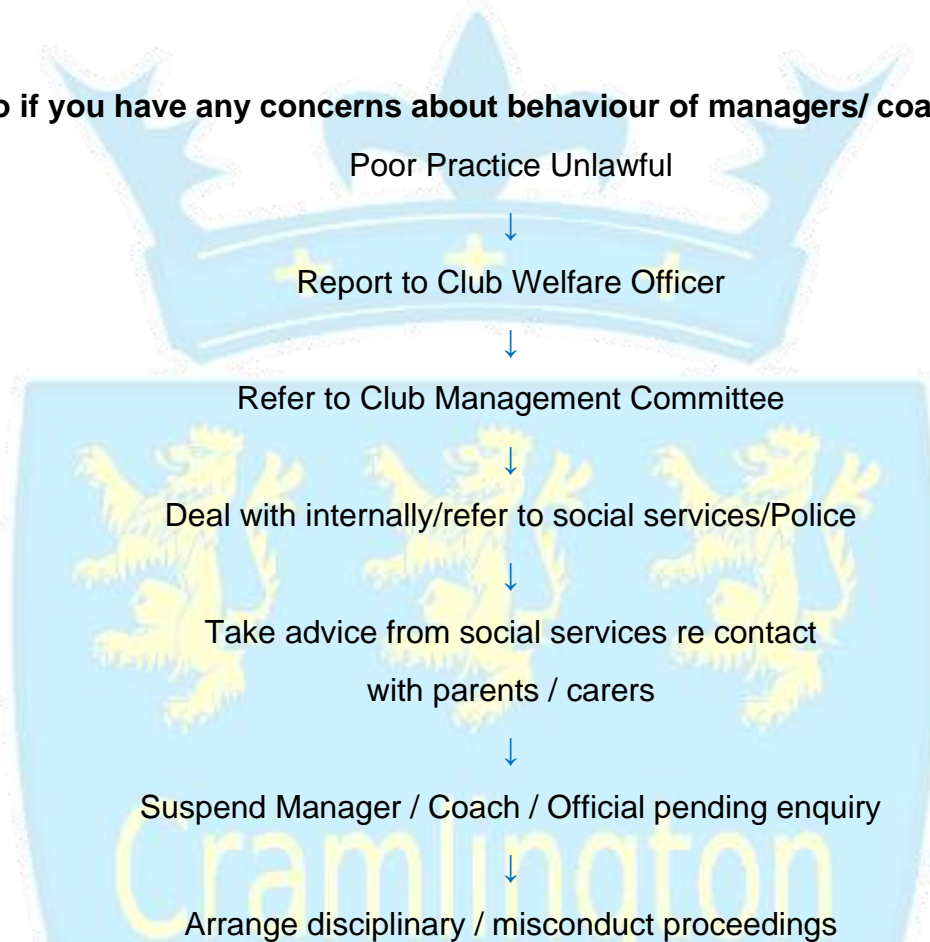 o if you have any concerns about behaviour of managers/ coa
Poor Practice Unlawful
↓
Report to Club Welfare Officer
↓
Refer to Club Management Committee
↓
Deal with internally/refer to social services/Police
↓
Take advice from social services re contact
with parents / carers
↓
Suspend Manager / Coach / Official pending enquiry
↓
Cramlington
Arrange disciplinary / misconduct proceedings